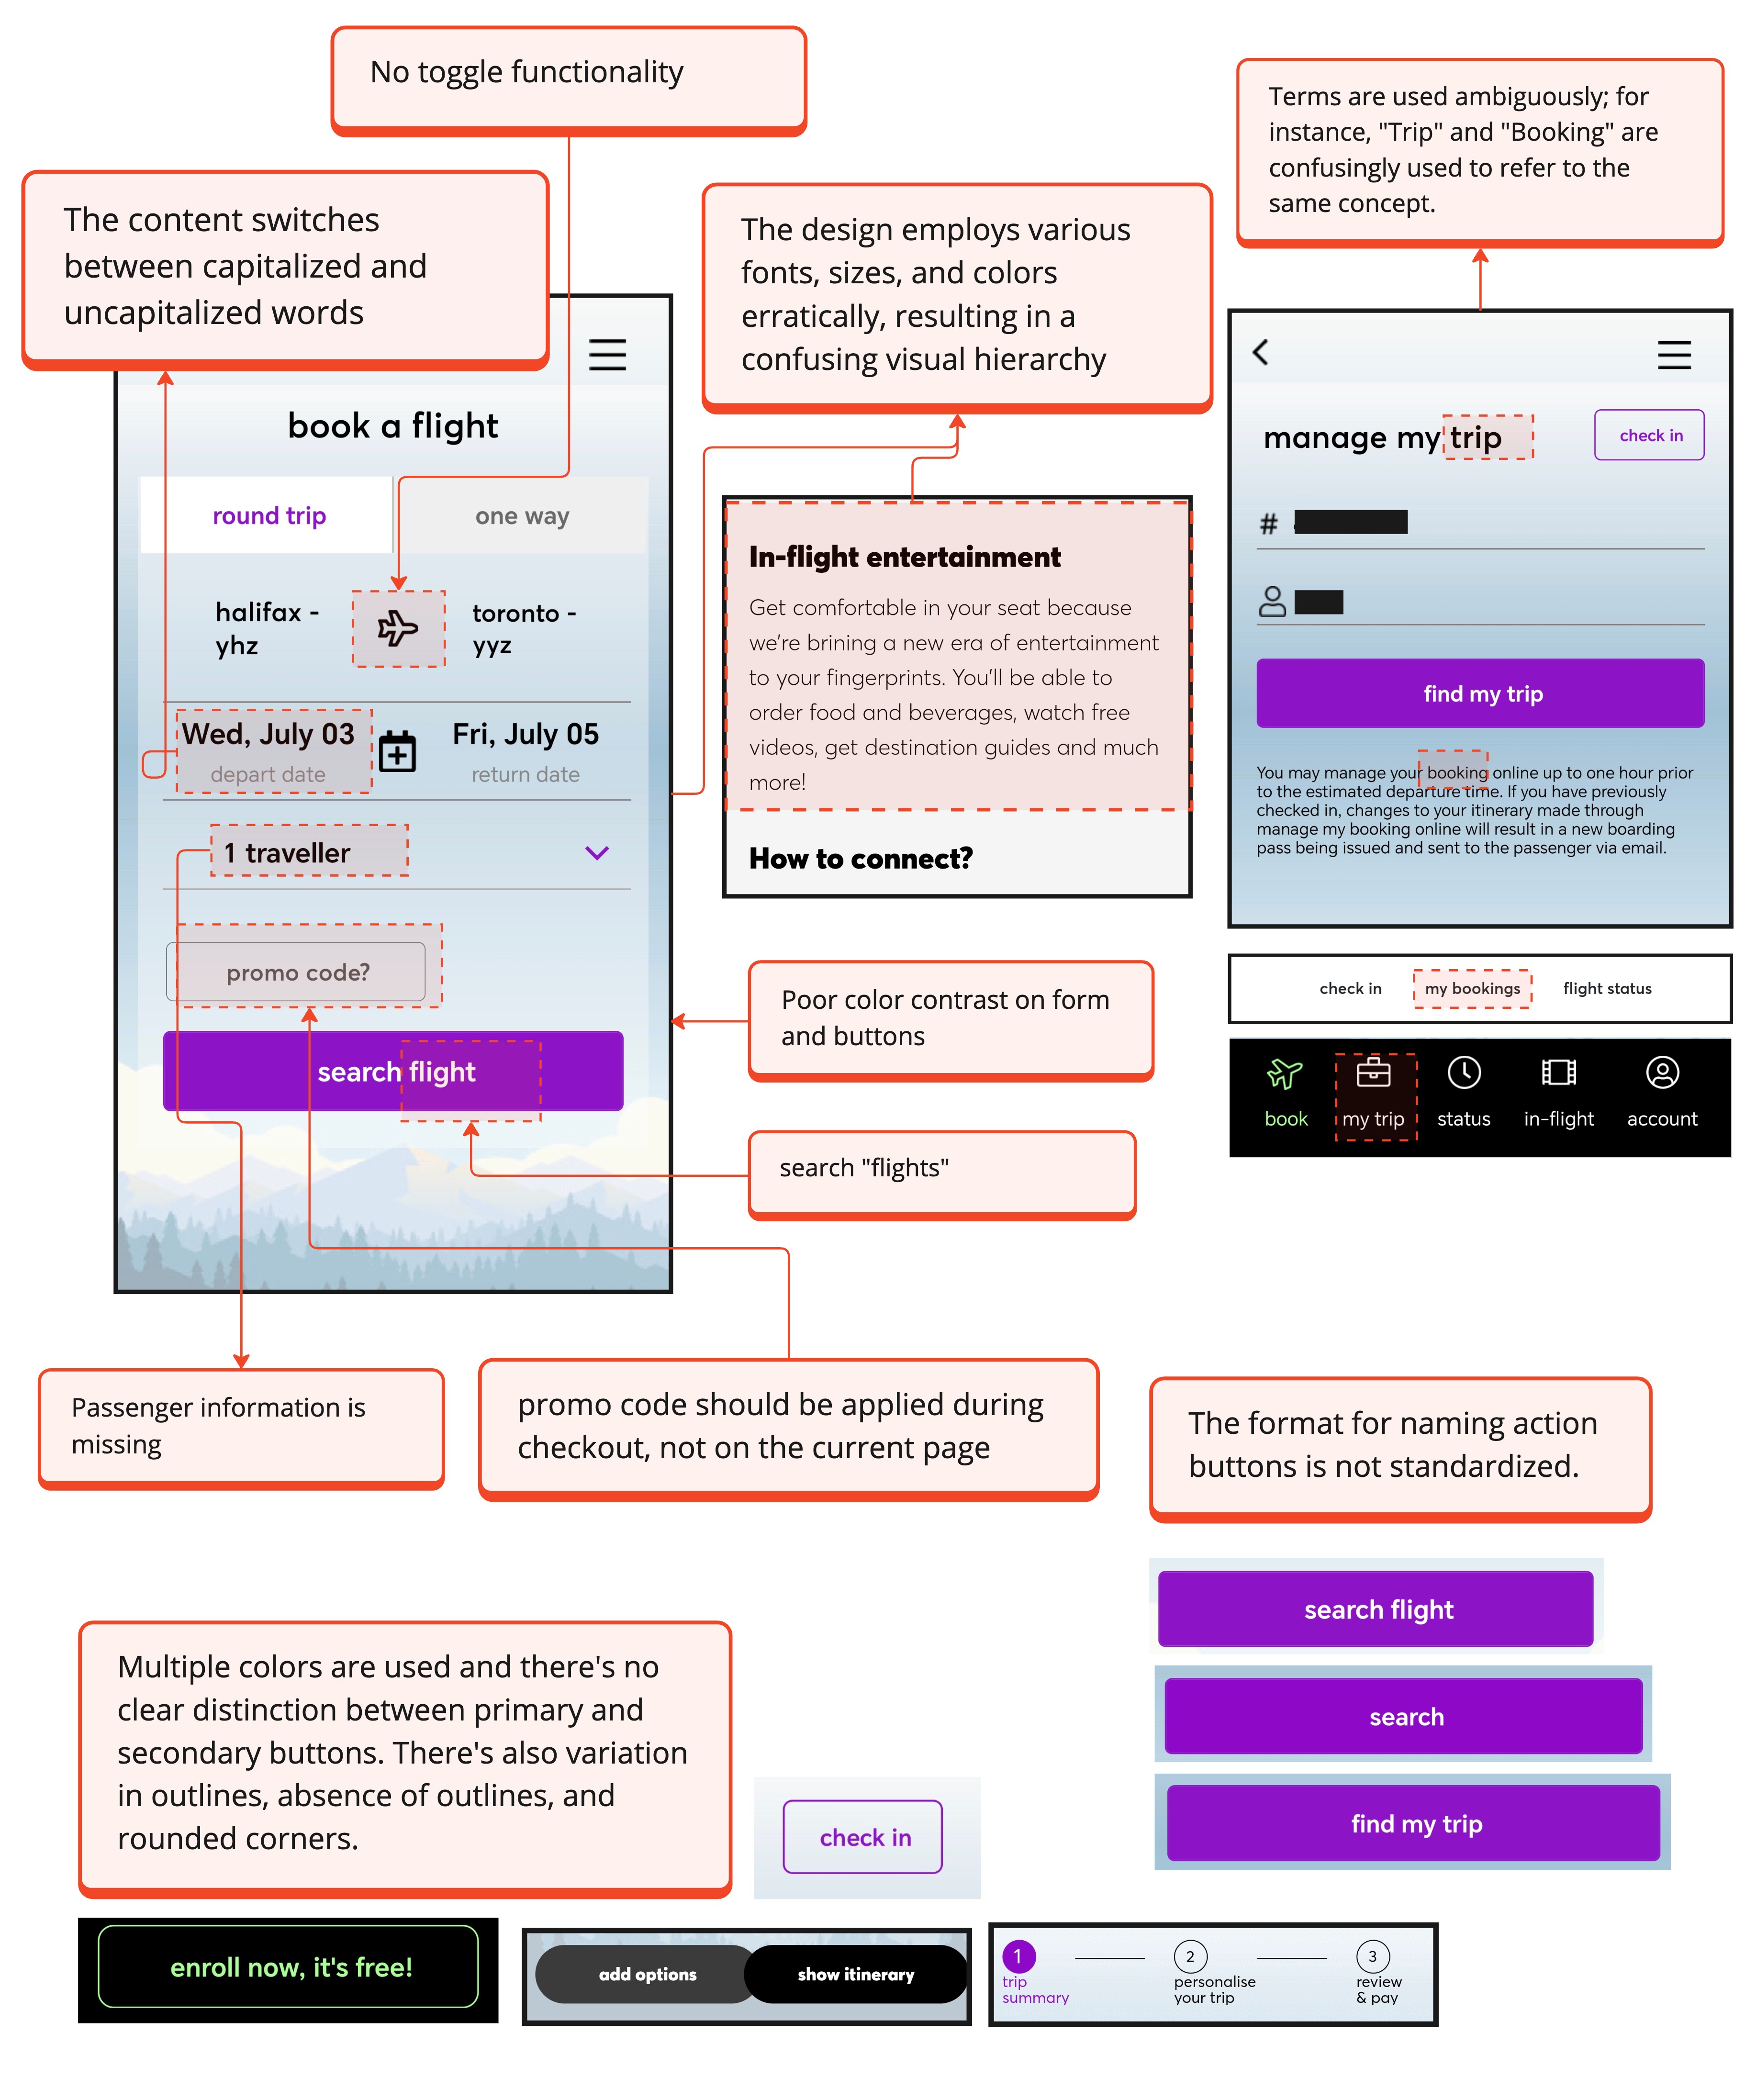 No toggle functionality
Terms are used ambiguously; for
instance, "Trip" and "Booking" are
confusingly used to refer to the
same concept.
The content switches
between capitalized and
uncapitalized words
The design employs various
fonts, sizes, and colors
erratically, resulting in a
confusing visual hierarchy
book a flight
round trip
one way
halifax -
yhz
toronto -
yyz
Wed, July 03
depart date
Fri, July 05
return date
1 traveller
promo code?
search flight
In-flight entertainment
Get comfortable in your seat because
we're brining a new era of entertainment
to your fingerprints. You'll be able to
order food and beverages, watch free
videos, get destination guides and much
more!
How to connect?
manage my trip
check in
#
find my trip
You may manage your booking online up to one hour prior
to the estimated departure time. If you have previously
checked in, changes to your itinerary made through
manage my booking online will result in a new boarding
pass being issued and sent to the passenger via email.
check in
my bookings
flight status
book
my trip
status
in-flight
account
Poor color contrast on form
and buttons
search "flights"
Passenger information is
missing
promo code should be applied during
checkout, not on the current page
The format for naming action
buttons is not standardized.
search flight
search
find my trip
Multiple colors are used and there's no
clear distinction between primary and
secondary buttons. There's also variation
in outlines, absence of outlines, and
rounded corners.
check in
enroll now, it's free!
add options
show itinerary
1
trip
summary
2
personalise
your trip
3
review
& pay